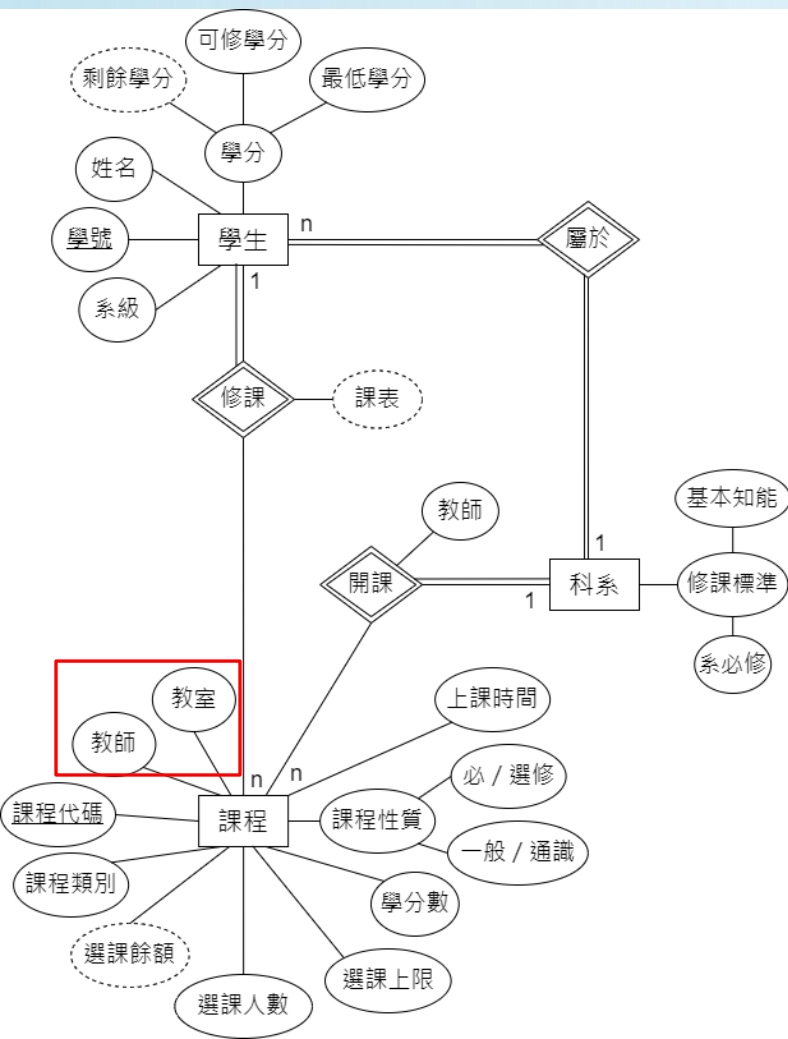 可修學分
剩餘學分
最低學分
學分
姓名
學號
學生
n
屬於
1
系級
修課
課表
教師
基本知能
1
開課
科系
修課標準
1
系必修
教室
上課時間
教師
n
n
必／選修
課程代碼
課程
課程性質
一般／通識
課程類別
學分數
選課餘額
選課上限
選課人數